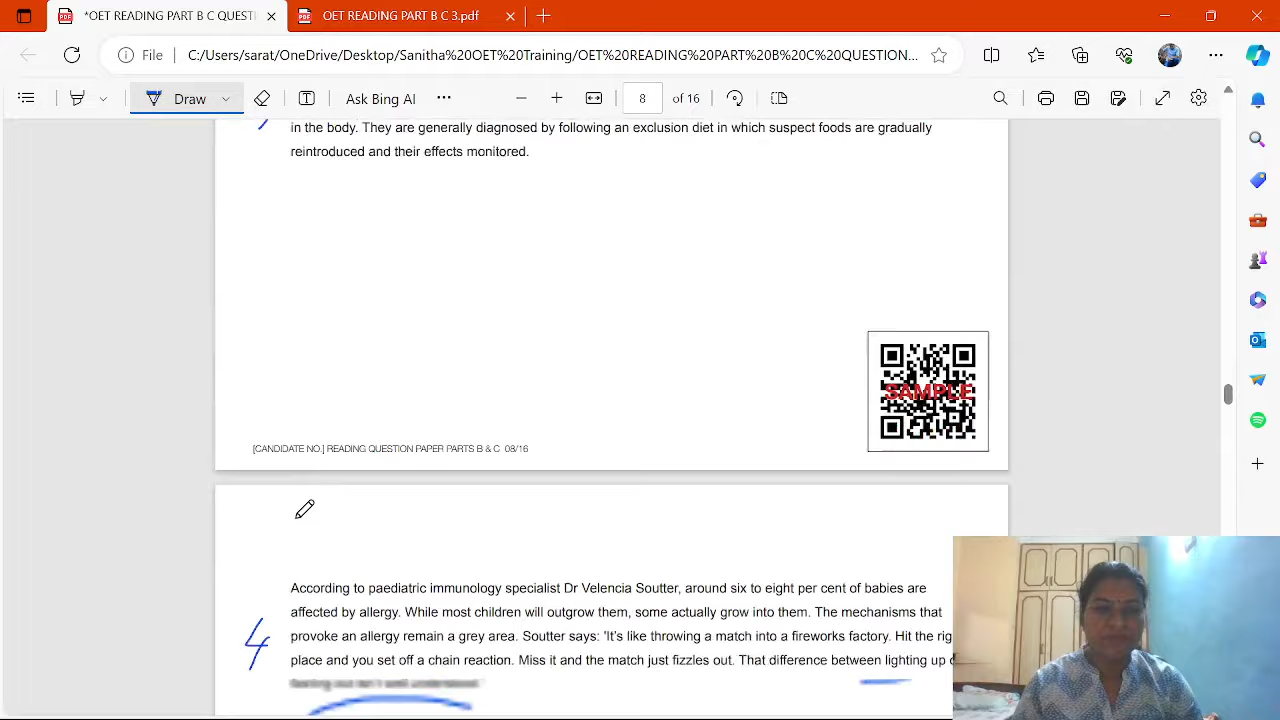 *OET READING PART B C QUESTI
OET READING PART B C 3.pdf
File
C:/Users/sarat/OneDrive/Desktop/Sanitha%20OET%20Training/OET%20READING%20PART%20B%20C%20QUESTION...
Draw
Ask Bing AI
8 of 16
in the body. They are generally diagnosed by following an exclusion diet in which suspect foods are gradually
reintroduced and their effects monitored.
SAMPLE
[CANDIDATE NO.] READING QUESTION PAPER PARTS B & C 08/16
According to paediatric immunology specialist Dr Velencia Soutter, around six to eight per cent of babies are
affected by allergy. While most children will outgrow them, some actually grow into them. The mechanisms that
4
provoke an allergy remain a grey area. Soutter says: 'It's like throwing a match into a fireworks factory. Hit the rig
place and you set off a chain reaction. Miss it and the match just fizzles out. That difference between lighting up